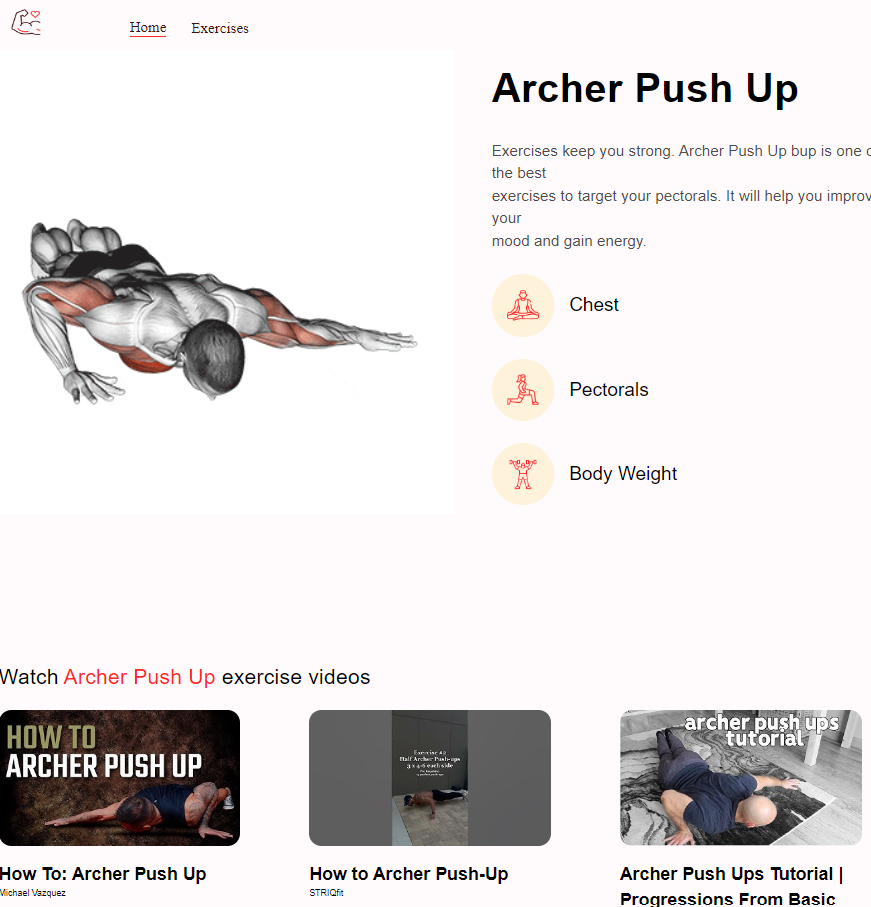 Home Exercises
Archer Push Up
Exercises keep you strong. Archer Push Up bup is one
the best
exercises to target your pectorals. It will help you improv
your
mood and gain energy.
Chest
Pectorals
Body Weight
Watch Archer Push Up exercise videos
HOW TO
ARCHER PUSH UP
Exercise #2
Half Archer Push-ups
3 x 4-6 each side
archer push ups
tutorial
How To: Archer Push Up
Michael Vazquez
How to Archer Push-Up
STRIQfit
Archer Push Ups Tutorial |
Progressions From Basic